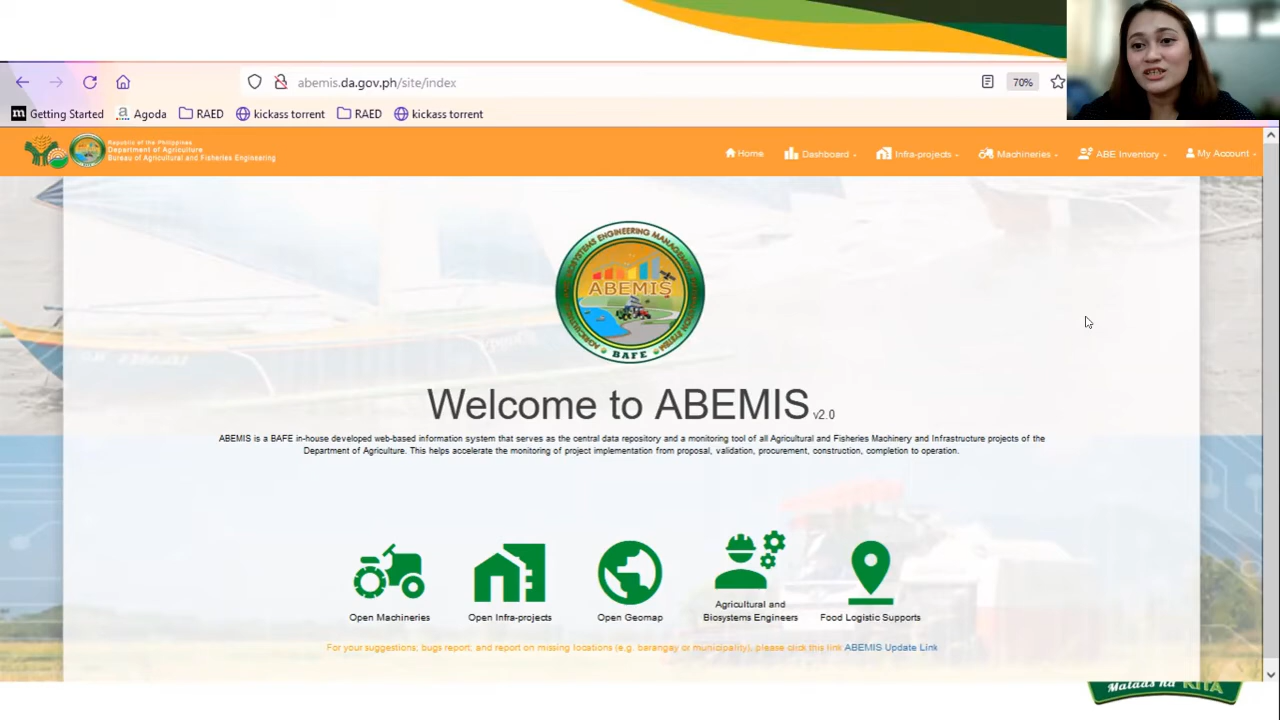 abemis.da.gov.ph/site/index
70%
Getting Started
Agoda
RAED
kickass torrent
RAED
kickass torrent
Republic of the Philippines
Department of Agriculture
Bureau of Agricultural and Fisheries Engineering
Home
Dashboard
Infra-projects
Machineries
ABE Inventory
My Account
ABEMIS
BAFE
Welcome to ABEMIS v2.0
ABEMIS is a BAFE in-house developed web-based information system that serves as the central data repository and a monitoring tool of all Agricultural and Fisheries Machinery and Infrastructure projects of the
Department of Agriculture. This helps accelerate the monitoring of project implementation from proposal, validation, procurement, construction, completion to operation.
Open Machineries
Open Infra-projects
Open Geomap
Agricultural and
Biosystems Engineers
Food Logistic Supports
For your suggestions; bugs report; and report on missing locations (e.g. barangay or municipality), please click this link ABEMIS Update Link
KITA